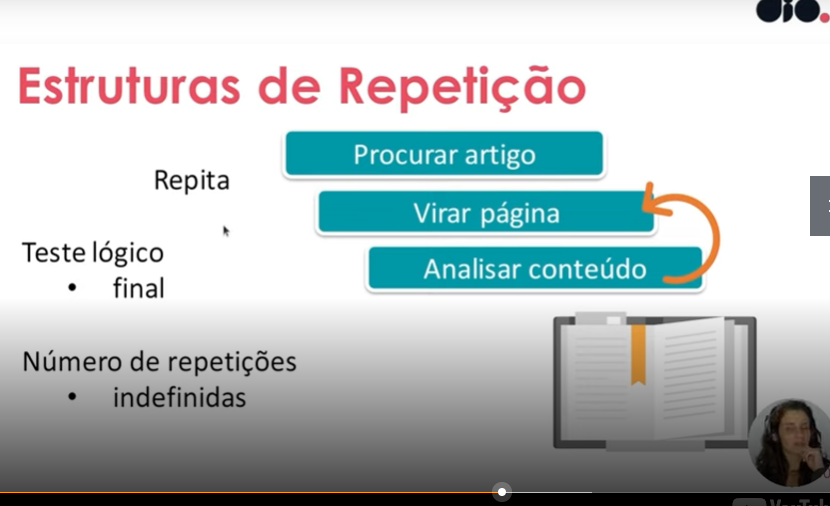 dio.
Estruturas de Repetição
Procurar artigo
Repita
Virar página
Teste lógico
• final
Analisar conteúdo
Número de repetições
• indefinidas